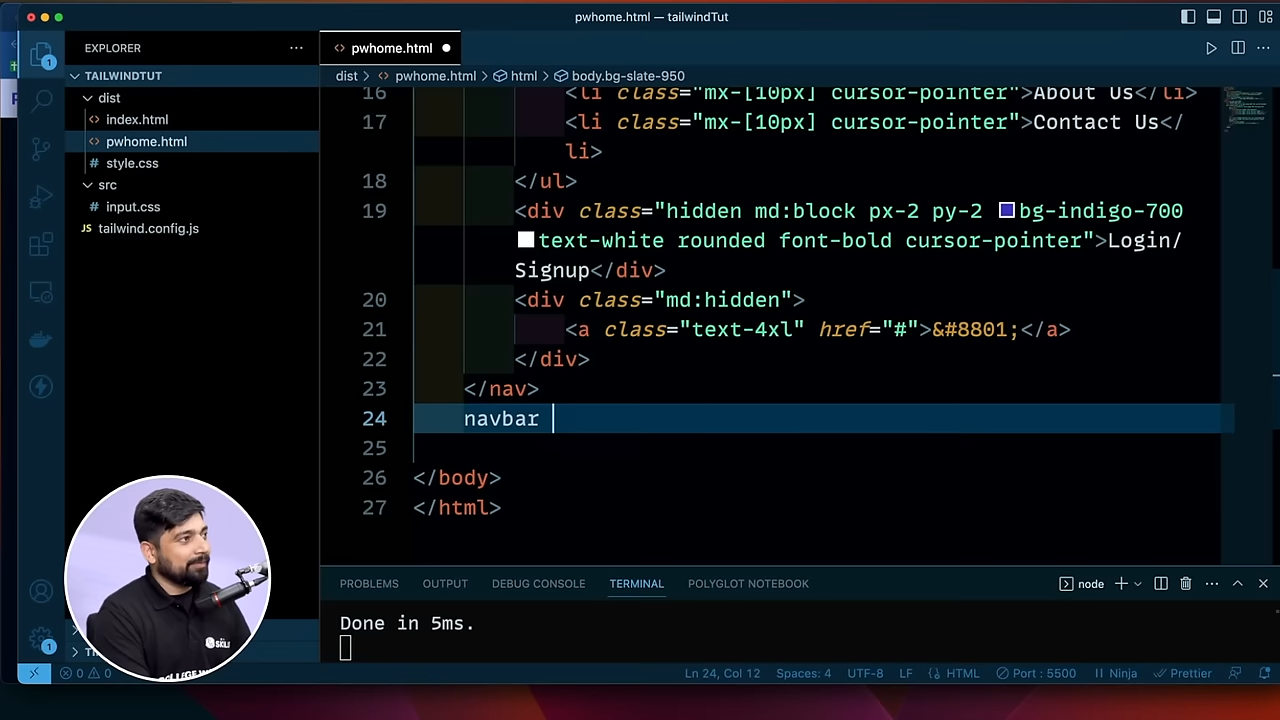 pwhome.html — tailwindTut
EXPLORER
pwhome.html
TAILWINDTUT
dist > pwhome.html > html > body.bg-slate-950
dist
index.html
pwhome.html
style.css
src
input.css
tailwind.config.js
16 <li class="mx-[10px] cursor-pointer">About Us</li>
17 <li class="mx-[10px] cursor-pointer">Contact Us</
li>
18 </ul>
19 <div class="hidden md:block px-2 py-2 bg-indigo-700
text-white rounded font-bold cursor-pointer">Login/
Signup</div>
20 <div class="md:hidden">
21 <a class="text-4xl" href="#">&#8801;</a>
22 </div>
23 </nav>
24 navbar
25
26 </body>
27 </html>
PROBLEMS OUTPUT DEBUG CONSOLE TERMINAL POLYGLOT NOTEBOOK
node
Done in 5ms.
SKILLS
0 0 Ln 24, Col 12 Spaces: 4 UTF-8 LF HTML Port : 5500 Ninja Prettier